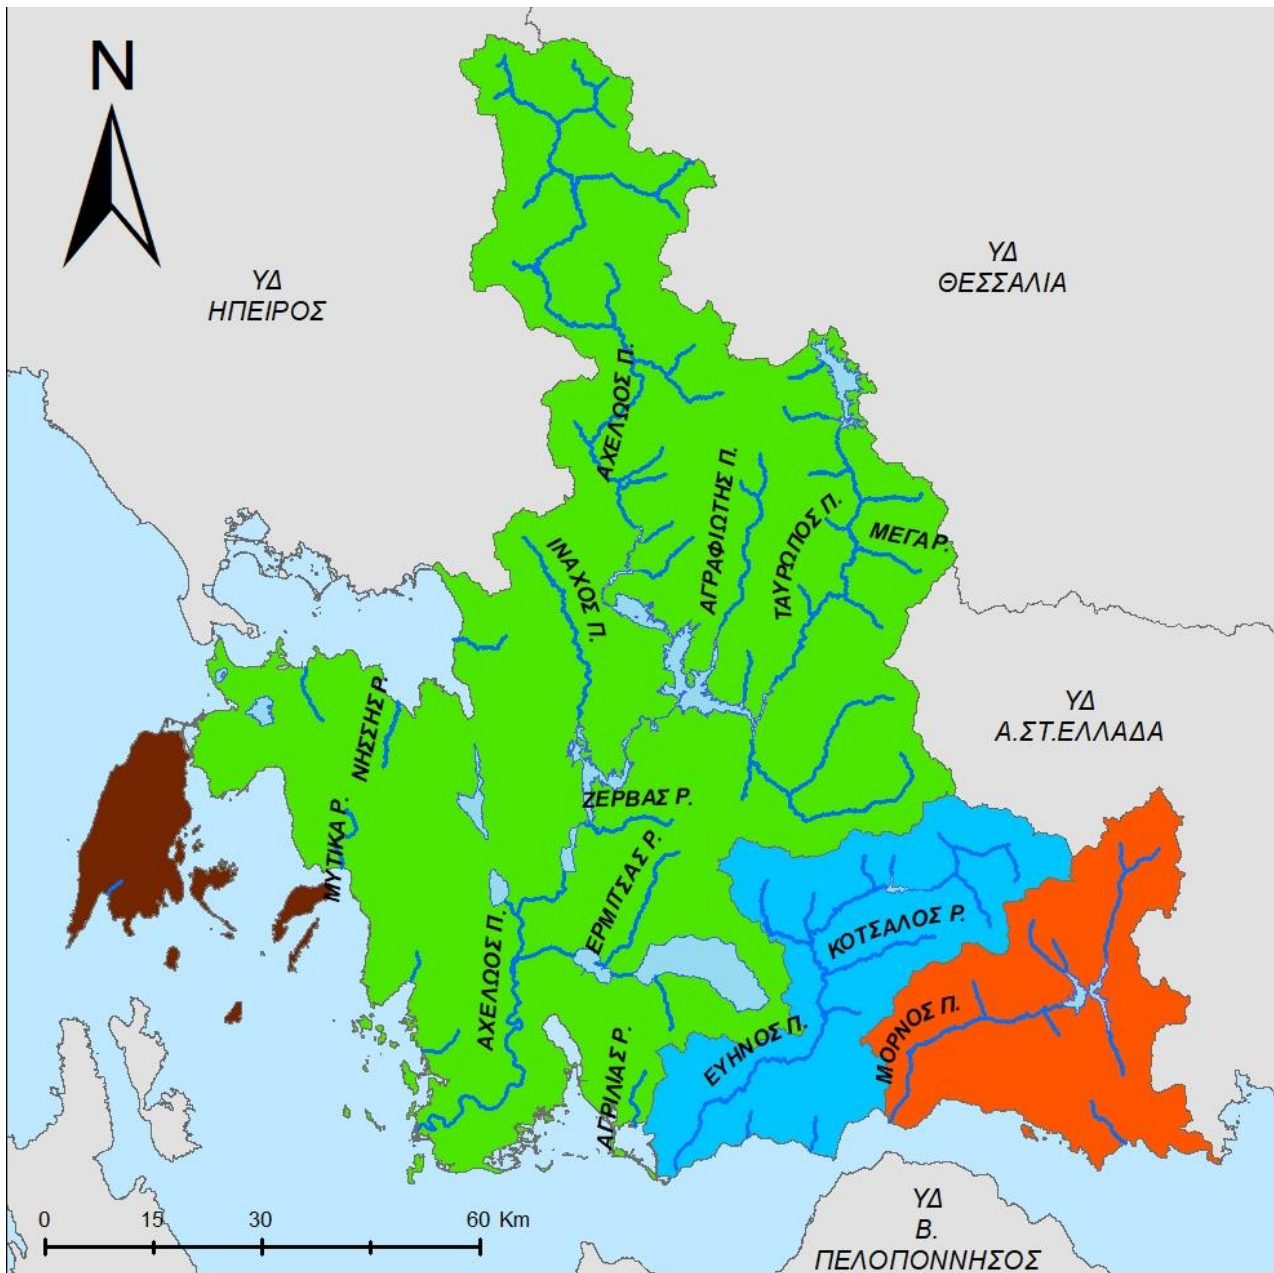 N
ΥΔ
ΘΕΣΣΑΛΙΑ
ΥΔ
ΗΠΕΙΡΟΣ
ΑΧΕΛΩΟΣ Π.
ΑΓΡΑΦΙΩΤΗΣ Π.
ΤΑΥΡΩΠΟΣ Π.
ΜΕΓΑ Ρ.
ΙΝΑΧΟΣ Π.
ΝΗΣΣΗΣ Ρ.
ΥΔ
Α.ΣΤ.ΕΛΛΑΔΑ
ΖΕΡΒΑΣ Ρ.
ΜΥΤΙΚΑ Ρ.
ΕΡΜΙΤΣΑΣ Ρ.
ΚΟΤΣΑΛΟΣ Ρ.
ΑΧΕΛΩΟΣ Π.
ΜΟΡΝΟΣ Π.
ΕΥΗΝΟΣ Π.
ΑΓΡΙΛΙΑΣ Ρ.
ΥΔ
Β.
ΠΕΛΟΠΟΝΝΗΣΟΣ
0 15 30 60 Km